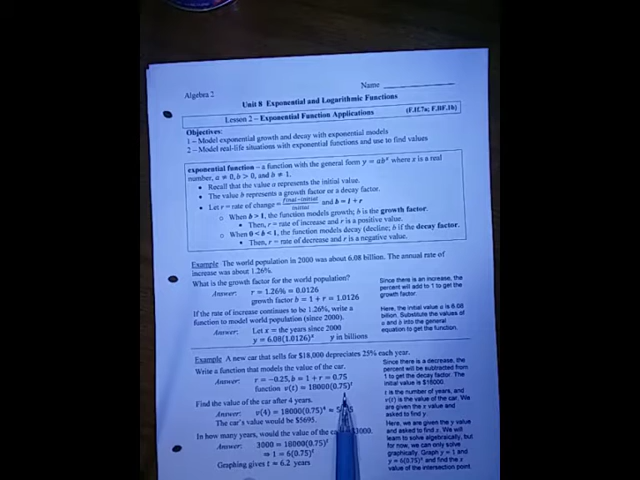 Algebra 2
Name
Unit 8 Exponential and Logarithmic Functions
Lesson 2 – Exponential Function Applications
Objectives:
1 – Model exponential growth and decay with exponential models
2 – Model real-life situations with exponential functions and use to find values
exponential function – a function with the general form y = abˣ where x is a real
number, a ≠ 0, b > 0, and b ≠ 1.
• Recall that the value a represents the initial value.
• The value b represents a growth factor or a decay factor.
• Let r = rate of change = (final−initial)/initial and b = 1 + r
○ When b > 1, the function models growth; b is the growth factor.
▪ Then, r = rate of increase and r is a positive value.
○ When 0 < b < 1, the function models decay (decline; b if the decay factor.
▪ Then, r = rate of decrease and r is a negative value.
Example The world population in 2000 was about 6.08 billion. The annual rate of
increase was about 1.26%.
What is the growth factor for the world population?
Answer: r = 1.26% = 0.0126
growth factor b = 1 + r = 1.0126
Since there is an increase, the
percent will add to 1 to get the
growth factor.
If the rate of increase continues to be 1.26%, write a
function to model world population (since 2000).
Answer: Let x = the years since 2000
y = 6.08(1.0126)ˣ y in billions
Here, the initial value a is 6.08
billion. Substitute the values of
a and b into the general
equation to get the function.
Example A new car that sells for $18,000 depreciates 25% each year.
Write a function that models the value of the car.
Answer: r = −0.25, b = 1 + r = 0.75
function v(t) = 18000(0.75)ᵗ
Since there is a decrease, the
percent will be subtracted from
1 to get the decay factor. The
initial value is $18000.
Find the value of the car after 4 years.
Answer: v(4) = 18000(0.75)⁴ ≈
The car's value would be $5695.
t is the number of years, and
v(t) is the value of the car. We
are given the x value and
asked to find y.
In how many years, would the value of the 3000.
Answer: 3000 = 18000(0.75)ᵗ
⇒ 1 = 6(0.75)ᵗ
Graphing gives t ≈ 6.2 years
Here, we are given the y value
and asked to find x. We will
learn to solve algebraically, but
for now, we can only solve
graphically. Graph y = 1 and
y = 6(0.75)ˣ and find the x
value of the intersection point.